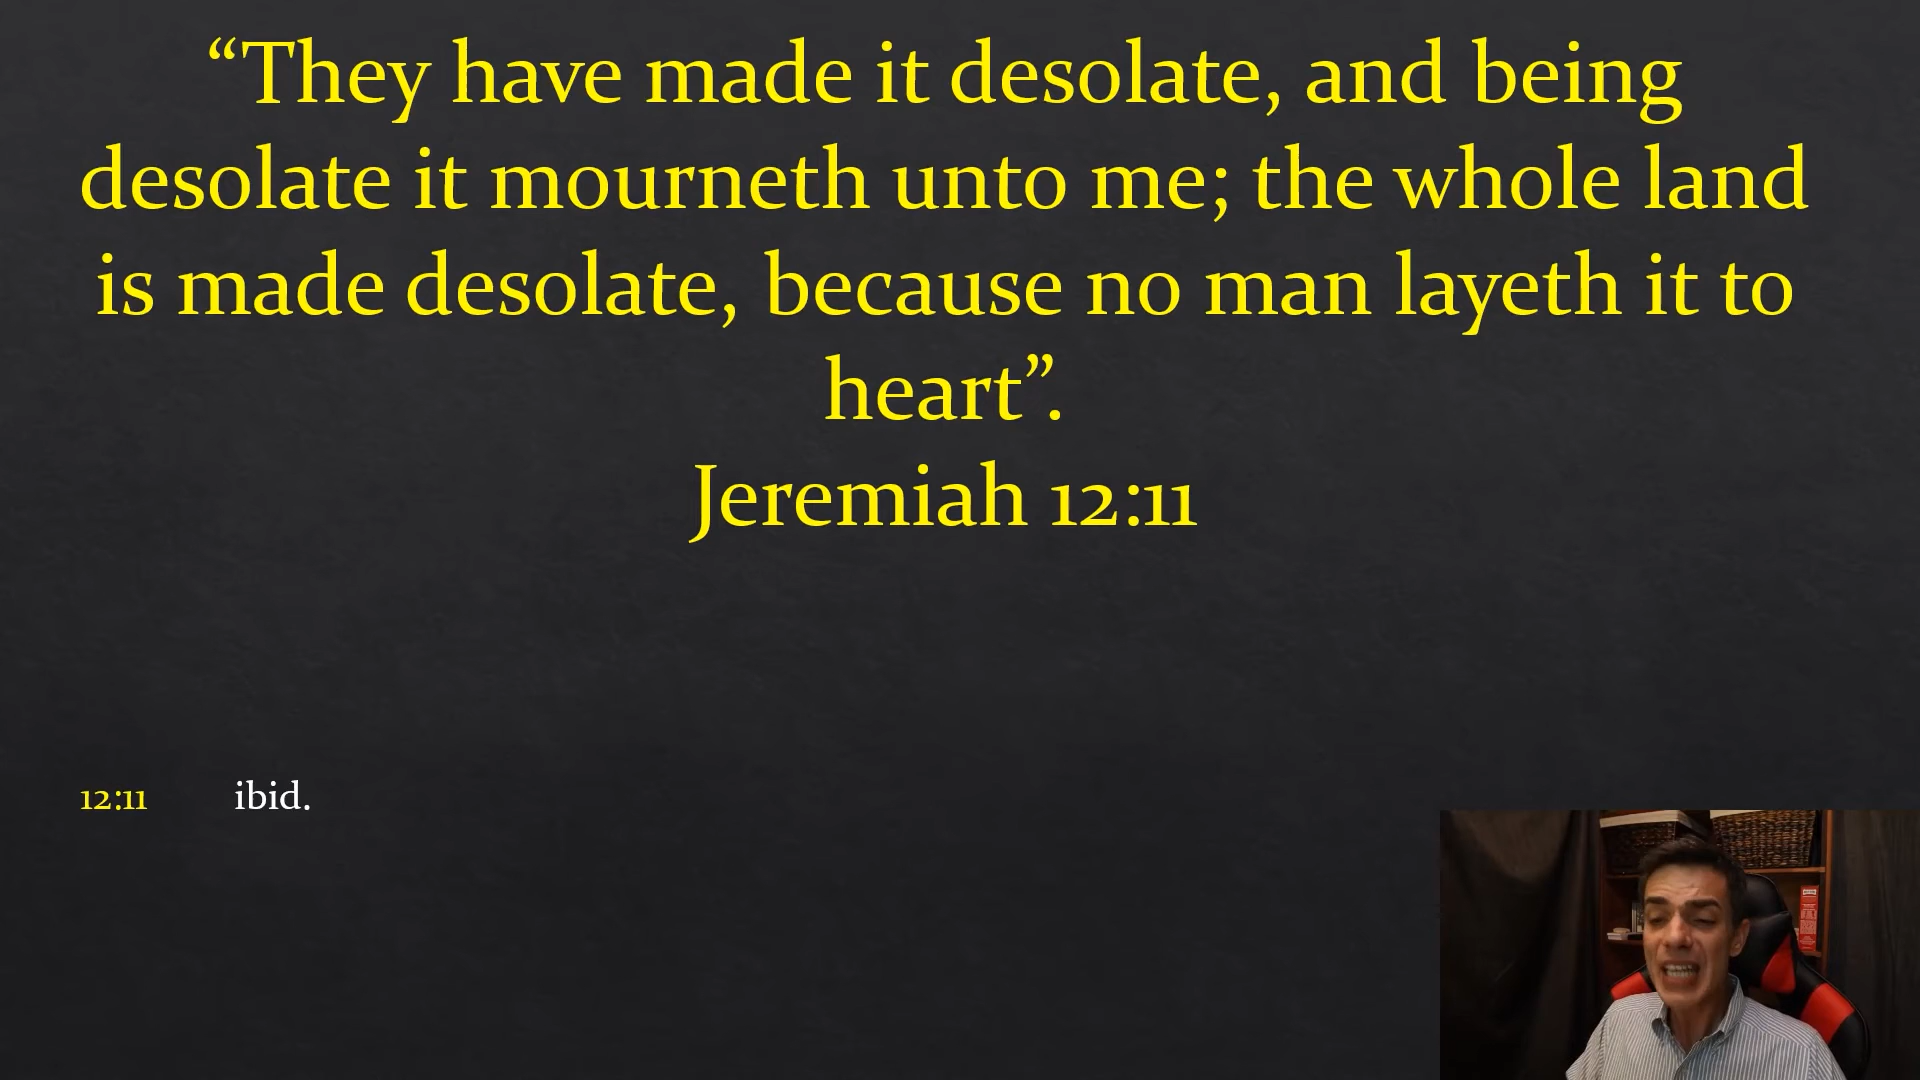 “They have made it desolate, and being
desolate it mourneth unto me; the whole land
is made desolate, because no man layeth it to
heart”.
Jeremiah 12:11
12:11 ibid.